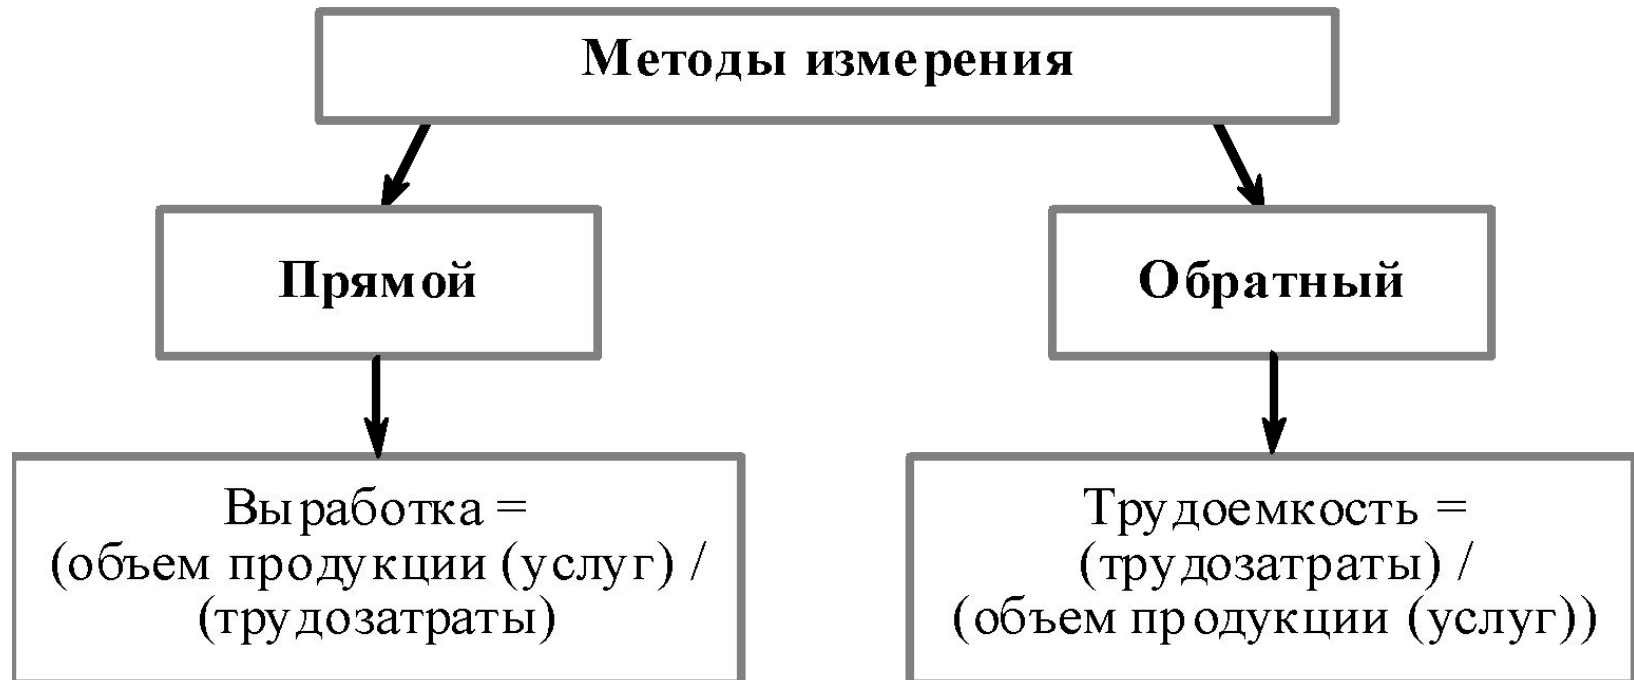 Методы измерения
Прямой
Обратный
Выработка =
(объем продукции (услуг) /
(трудозатраты)
Трудоемкость =
(трудозатраты) /
(объем продукции (услуг))